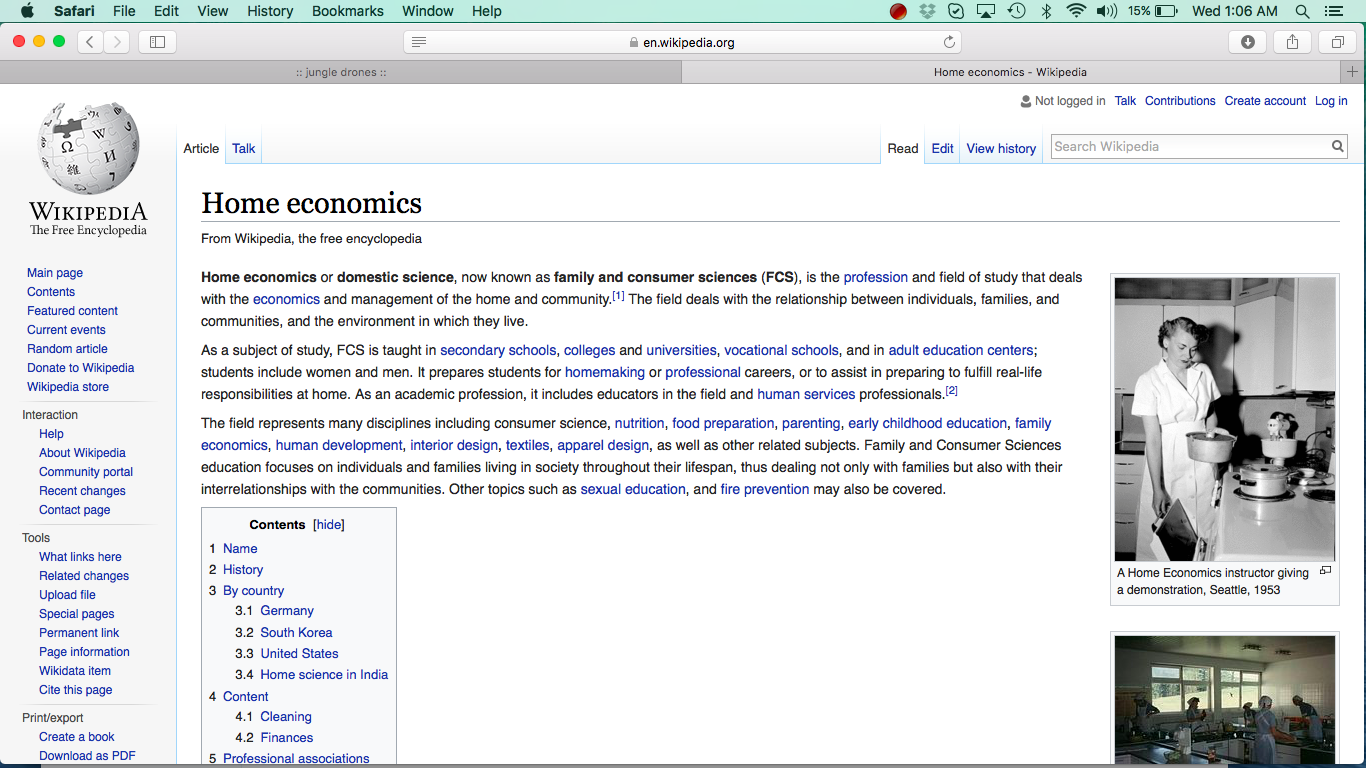 Safari File Edit View History Bookmarks Window Help 15% Wed 1:06 AM
en.wikipedia.org
:: jungle drones :: Home economics - Wikipedia
Not logged in Talk Contributions Create account Log in
Article Talk Read Edit View history Search Wikipedia
WIKIPEDIA
The Free Encyclopedia
Main page
Contents
Featured content
Current events
Random article
Donate to Wikipedia
Wikipedia store
Interaction
Help
About Wikipedia
Community portal
Recent changes
Contact page
Tools
What links here
Related changes
Upload file
Special pages
Permanent link
Page information
Wikidata item
Cite this page
Print/export
Create a book
Download as PDF
Home economics
From Wikipedia, the free encyclopedia
Home economics or domestic science, now known as family and consumer sciences (FCS), is the profession and field of study that deals
with the economics and management of the home and community.[1] The field deals with the relationship between individuals, families, and
communities, and the environment in which they live.
As a subject of study, FCS is taught in secondary schools, colleges and universities, vocational schools, and in adult education centers;
students include women and men. It prepares students for homemaking or professional careers, or to assist in preparing to fulfill real-life
responsibilities at home. As an academic profession, it includes educators in the field and human services professionals.[2]
The field represents many disciplines including consumer science, nutrition, food preparation, parenting, early childhood education, family
economics, human development, interior design, textiles, apparel design, as well as other related subjects. Family and Consumer Sciences
education focuses on individuals and families living in society throughout their lifespan, thus dealing not only with families but also with their
interrelationships with the communities. Other topics such as sexual education, and fire prevention may also be covered.
Contents [hide]
1 Name
2 History
3 By country
3.1 Germany
3.2 South Korea
3.3 United States
3.4 Home science in India
4 Content
4.1 Cleaning
4.2 Finances
5 Professional associations
A Home Economics instructor giving
a demonstration, Seattle, 1953